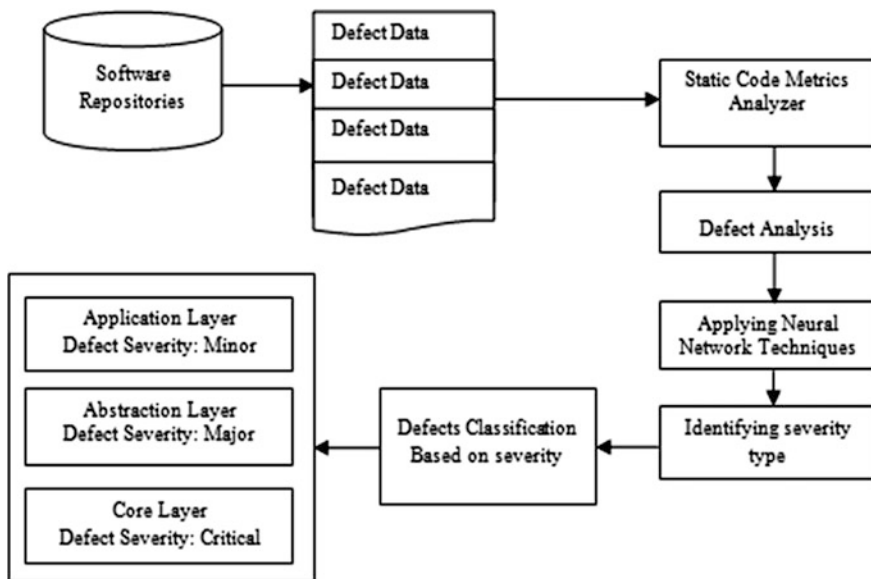 Software
Repositories
Defect Data
Defect Data
Defect Data
Defect Data
Static Code Metrics
Analyzer
Defect Analysis
Applying Neural
Network Techniques
Identifying severity
type
Defects Classification
Based on severity
Application Layer
Defect Severity: Minor
Abstraction Layer
Defect Severity: Major
Core Layer
Defect Severity: Critical